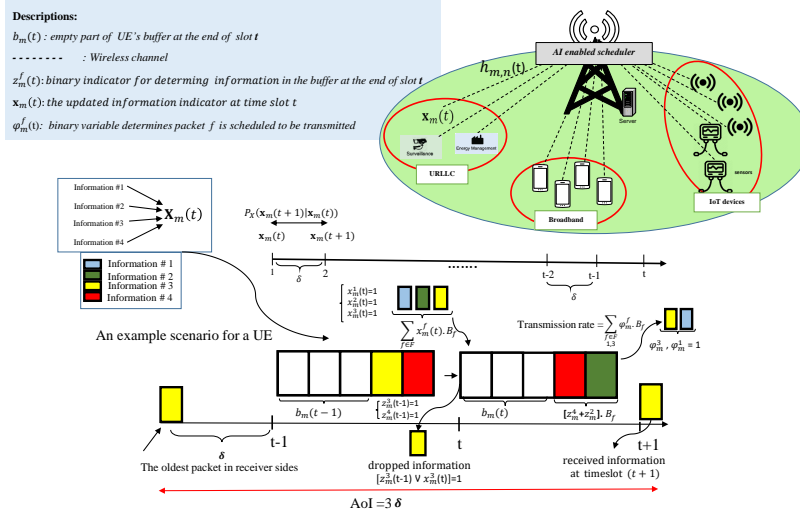 Descriptions:
b_m(t) : empty part of UE's buffer at the end of slot t
-------- : Wireless channel
z_m^f(t): binary indicator for determing information in the buffer at the end of slot t
x_m(t): the updated information indicator at time slot t
φ_m^f(t): binary variable determines packet f is scheduled to be transmitted
AI enabled scheduler
h_{m,n}(t)
x_m(t)
Server
Surveillance
Energy Management
URLLC
Broadband
sensors
IoT devices
Information #1
Information #2
Information #3
Information #4
X_m(t)
Information # 1
Information # 2
Information # 3
Information # 4
P_X(x_m(t+1)|x_m(t))
x_m(t) x_m(t+1)
1 2 ....... t-2 t-1 t
δ δ
x_m^1(t)=1
x_m^2(t)=1
x_m^3(t)=1
∑_{f∈F} x_m^f(t). B_f
Transmission rate = ∑_{f∈F 1,3} φ_m^f. B_f
φ_m^3 , φ_m^1 = 1
An example scenario for a UE
b_m(t − 1)
z_m^3(t-1)=1
z_m^4(t-1)=1
b_m(t)
[z_m^4+z_m^2]. B_f
δ
t-1
t
t+1
The oldest packet in receiver sides
dropped information
[z_m^3(t-1) V x_m^3(t)]=1
received information
at timeslot (t + 1)
AoI =3 δ